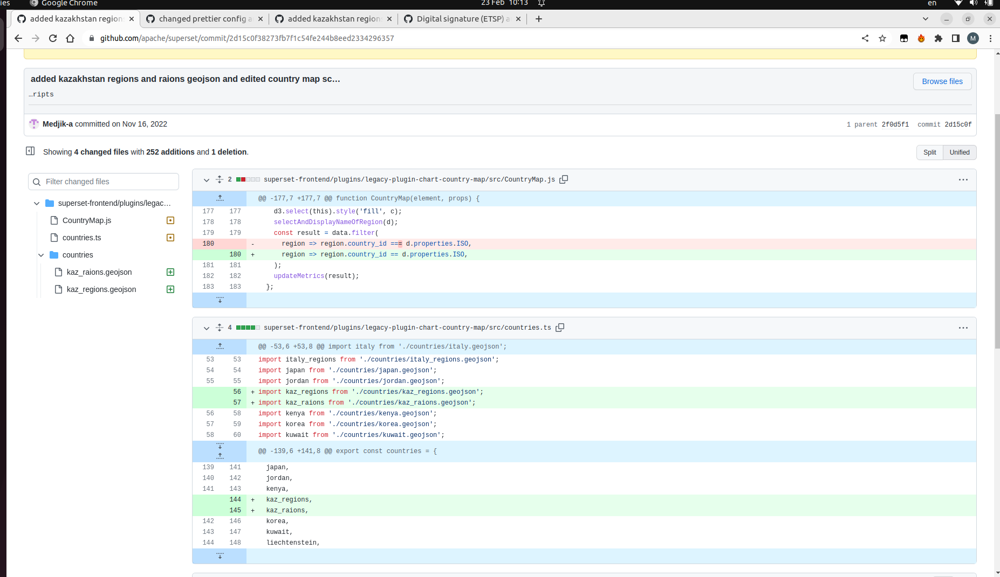 ies Google Chrome 23 Feb 10:13 en
added kazakhstan region changed prettier config a added kazakhstan region Digital signature (ETSP) a
github.com/apache/superset/commit/2d15c0f38273fb7f1c54fe244b8eed2334296357 M
added kazakhstan regions and raions geojson and edited country map sc…
Browse files
…ripts
Medjik-a committed on Nov 16, 2022 1 parent 2f0d5f1 commit 2d15c0f
Showing 4 changed files with 252 additions and 1 deletion. Split Unified
Filter changed files
superset-frontend/plugins/legac…
CountryMap.js
countries.ts
countries
kaz_raions.geojson
kaz_regions.geojson
2 superset-frontend/plugins/legacy-plugin-chart-country-map/src/CountryMap.js
@@ -177,7 +177,7 @@ function CountryMap(element, props) {
177 177 d3.select(this).style('fill', c);
178 178 selectAndDisplayNameOfRegion(d);
179 179 const result = data.filter(
180 - region => region.country_id === d.properties.ISO,
180 + region => region.country_id == d.properties.ISO,
181 181 );
182 182 updateMetrics(result);
183 183 };
4 superset-frontend/plugins/legacy-plugin-chart-country-map/src/countries.ts
@@ -53,6 +53,8 @@ import italy from './countries/italy.geojson';
53 53 import italy_regions from './countries/italy_regions.geojson';
54 54 import japan from './countries/japan.geojson';
55 55 import jordan from './countries/jordan.geojson';
56 + import kaz_regions from './countries/kaz_regions.geojson';
57 + import kaz_raions from './countries/kaz_raions.geojson';
56 58 import kenya from './countries/kenya.geojson';
57 59 import korea from './countries/korea.geojson';
58 60 import kuwait from './countries/kuwait.geojson';
@@ -139,6 +141,8 @@ export const countries = {
139 141 japan,
140 142 jordan,
141 143 kenya,
144 + kaz_regions,
145 + kaz_raions,
142 146 korea,
143 147 kuwait,
144 148 liechtenstein,